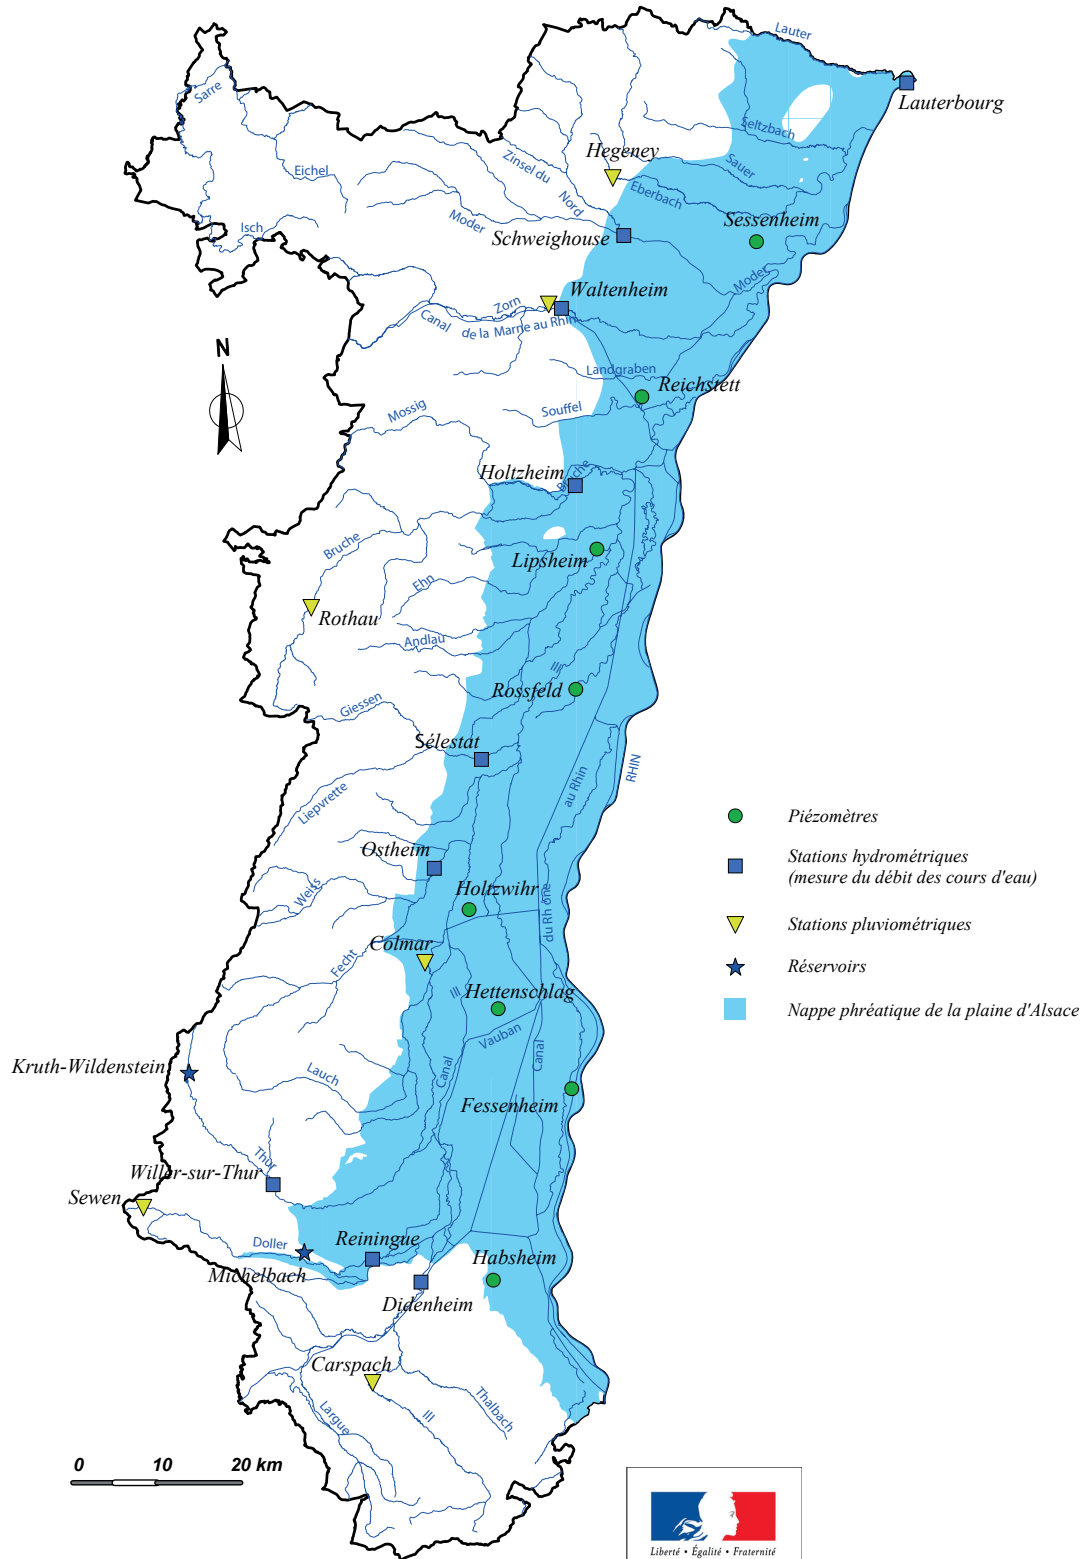 Lauter
Lauterbourg
Sarre
Seltzbach
Hegeney
Zinsel du
Nord
Sauer
Eichel
Eberbach
Moder
Sessenheim
Isch
Schweighouse
Moder
Waltenheim
Zorn
Canal
de la Marne au Rhin
N
Landgraben
Reichstett
Mossig
Souffel
Holtzheim
Bruche
Bruche
Lipsheim
Ehn
Rothau
Andlau
Ill
Rossfeld
Giessen
Sélestat
RHIN
au Rhin
Liepvrette
Piézomètres
Ostheim
Stations hydrométriques
(mesure du débit des cours d'eau)
Weiss
Holtzwihr
du Rhône
Stations pluviométriques
Colmar
Fecht
Réservoirs
Hettenschlag
Ill
Nappe phréatique de la plaine d'Alsace
Vauban
Kruth-Wildenstein
Canal
Canal
Lauch
Fessenheim
Thur
Willer-sur-Thur
Sewen
Doller
Reiningue
Habsheim
Michelbach
Didenheim
Carspach
Largue
Ill
Thalbach
0 10 20 km
Liberté • Égalité • Fraternité